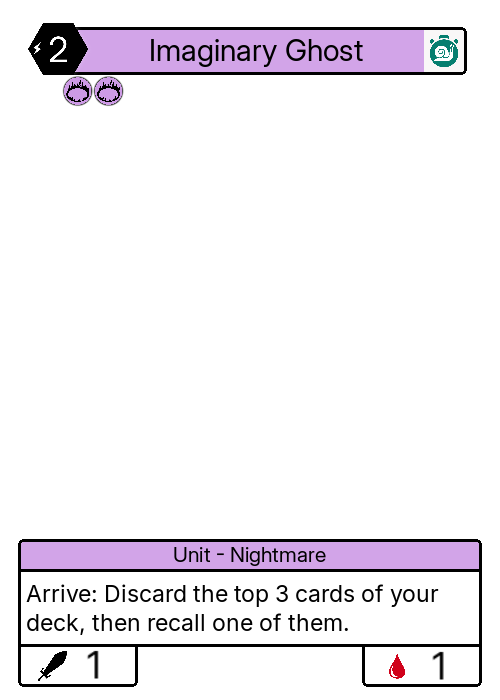 2
Imaginary Ghost
Unit - Nightmare
Arrive: Discard the top 3 cards of your
deck, then recall one of them.
1
1